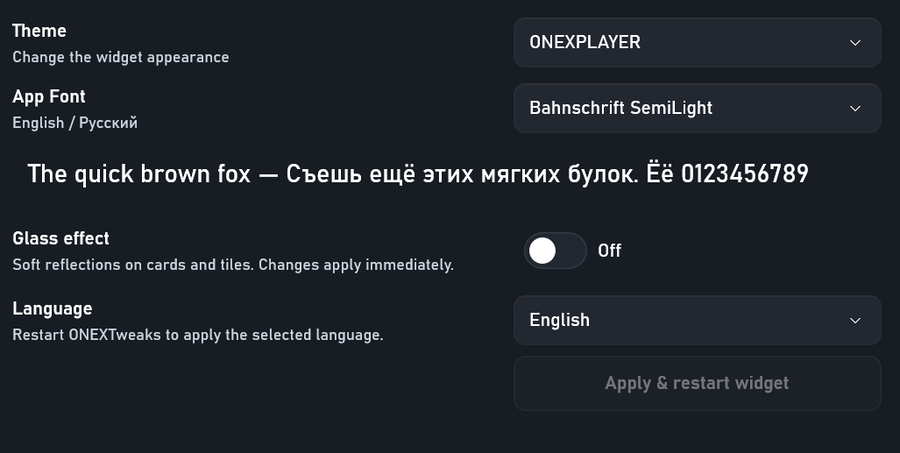 Theme
Change the widget appearance
ONEXPLAYER
App Font
English / Русский
Bahnschrift SemiLight
The quick brown fox — Съешь ещё этих мягких булок. Ёё 0123456789
Glass effect
Soft reflections on cards and tiles. Changes apply immediately.
Off
Language
Restart ONEXTweaks to apply the selected language.
English
Apply & restart widget